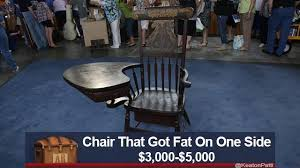 Chair That Got Fat On One Side
$3,000-$5,000
@KeatonPatti